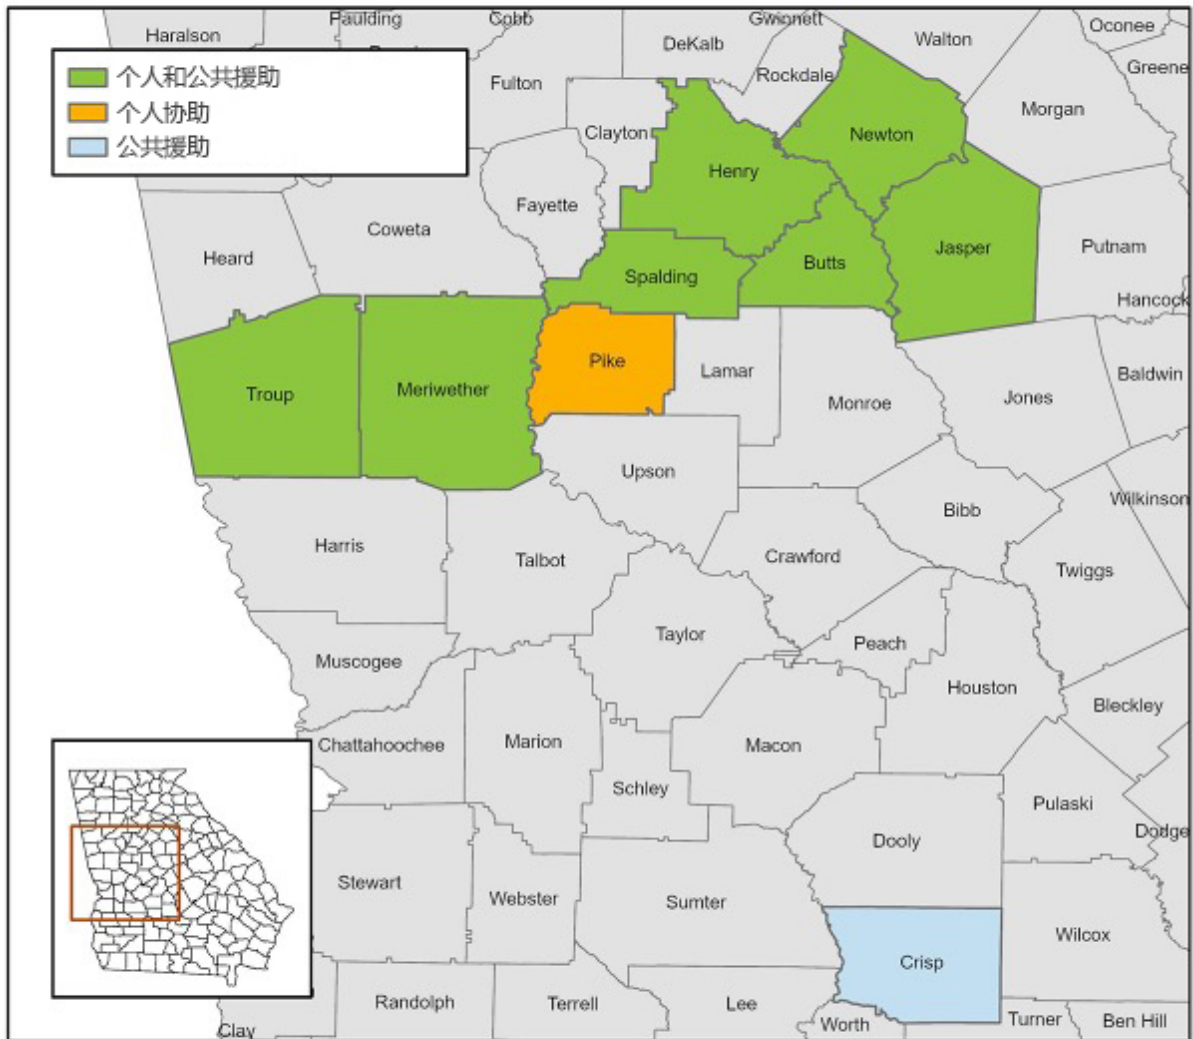 Haralson
Paulding
Cobb
Gwinnett
DeKalb
Walton
Oconee
Greene
个人和公共援助
个人协助
公共援助
Fulton
Rockdale
Morgan
Clayton
Newton
Henry
Fayette
Coweta
Heard
Spalding
Butts
Jasper
Putnam
Hancock
Troup
Meriwether
Pike
Lamar
Monroe
Jones
Baldwin
Upson
Bibb
Wilkinson
Harris
Talbot
Crawford
Twiggs
Taylor
Peach
Muscogee
Houston
Bleckley
Chattahoochee
Marion
Macon
Schley
Pulaski
Dooly
Dodge
Stewart
Webster
Sumter
Wilcox
Crisp
Randolph
Terrell
Lee
Worth
Turner
Ben Hill
Clay